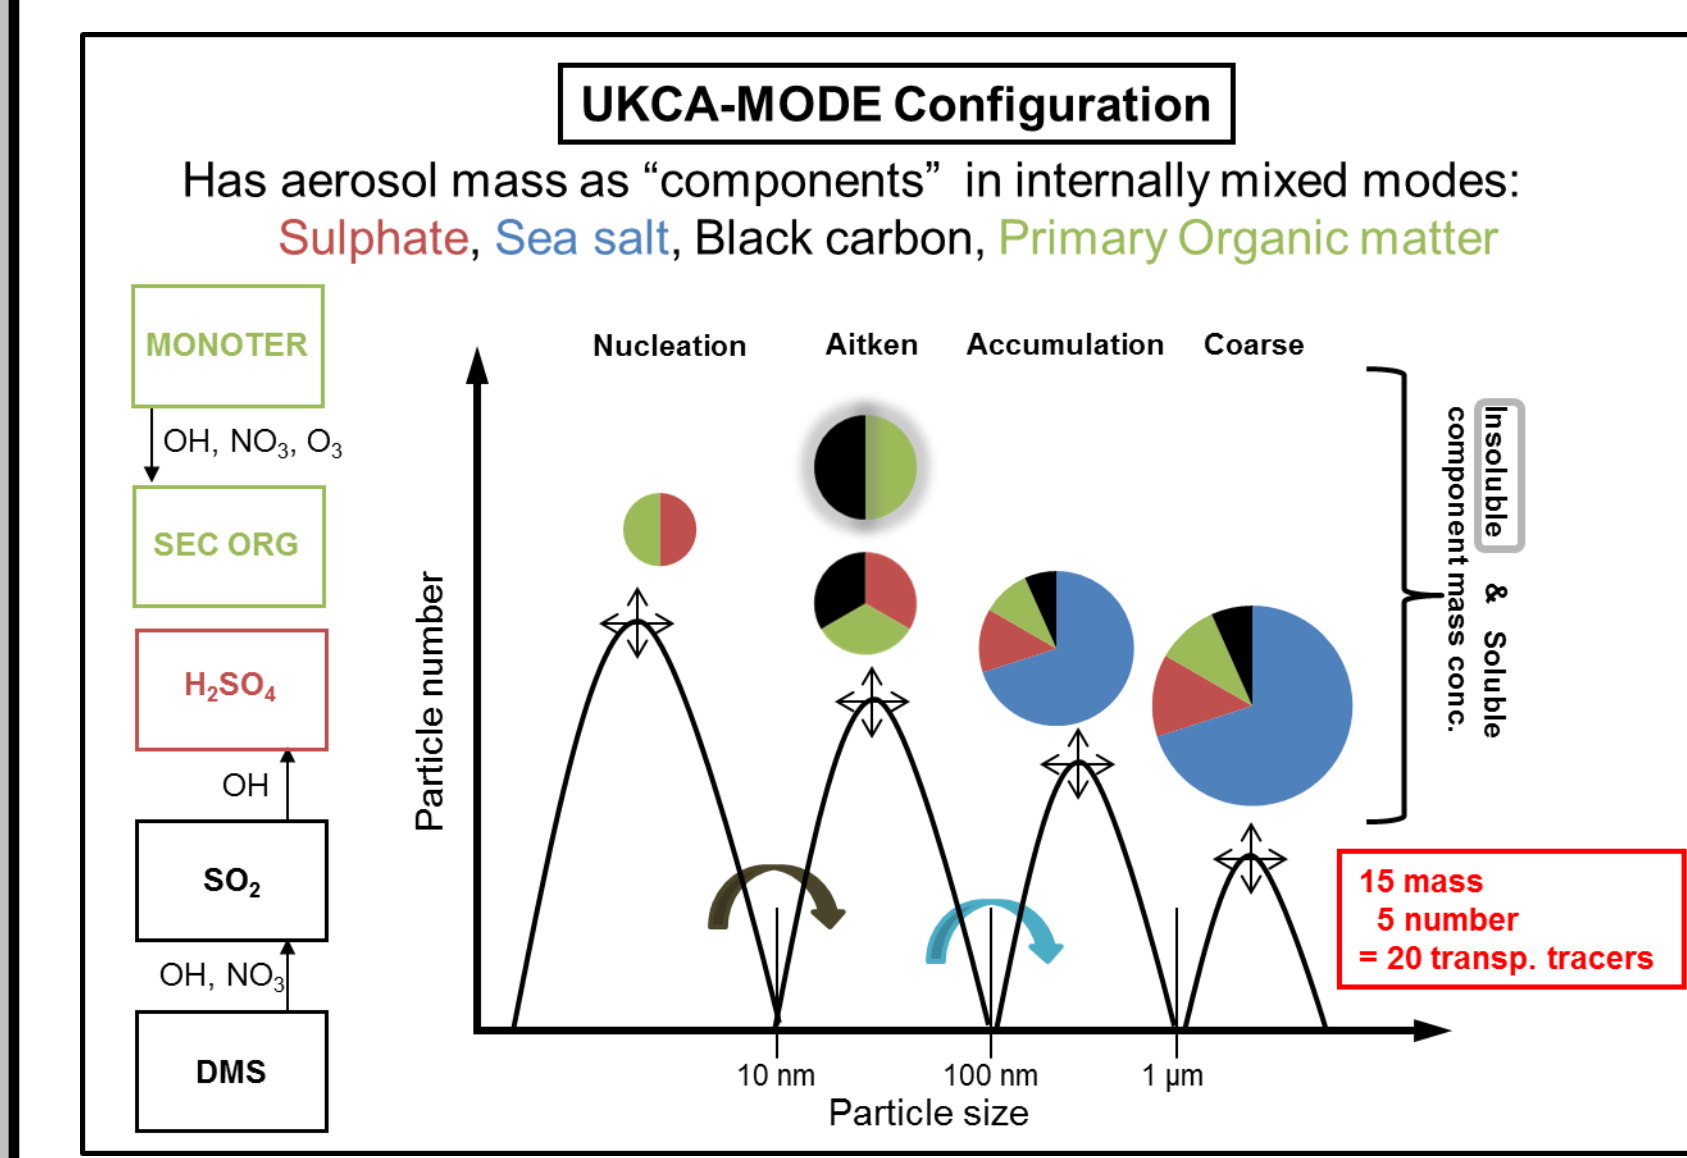 UKCA-MODE Configuration
Has aerosol mass as “components” in internally mixed modes:
Sulphate, Sea salt, Black carbon, Primary Organic matter
MONOTER
OH, NO₃, O₃
SEC ORG
H₂SO₄
OH
SO₂
OH, NO₃
DMS
Nucleation
Aitken
Accumulation
Coarse
Particle number
10 nm
100 nm
1 µm
Particle size
Insoluble & Soluble
component mass conc.
15 mass
5 number
= 20 transp. tracers